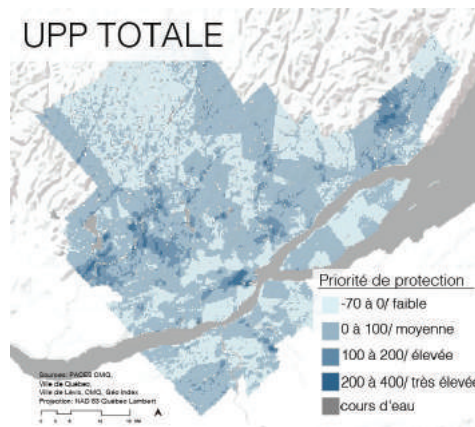 UPP TOTALE
Priorité de protection
-70 à 0/ faible
0 à 100/ moyenne
100 à 200/ élevée
200 à 400/ très élevée
cours d'eau
Sources: PACES CMQ,
Ville de Québec,
Ville de Lévis, CMQ, Géo Index
Projection: NAD 83 Québec Lambert